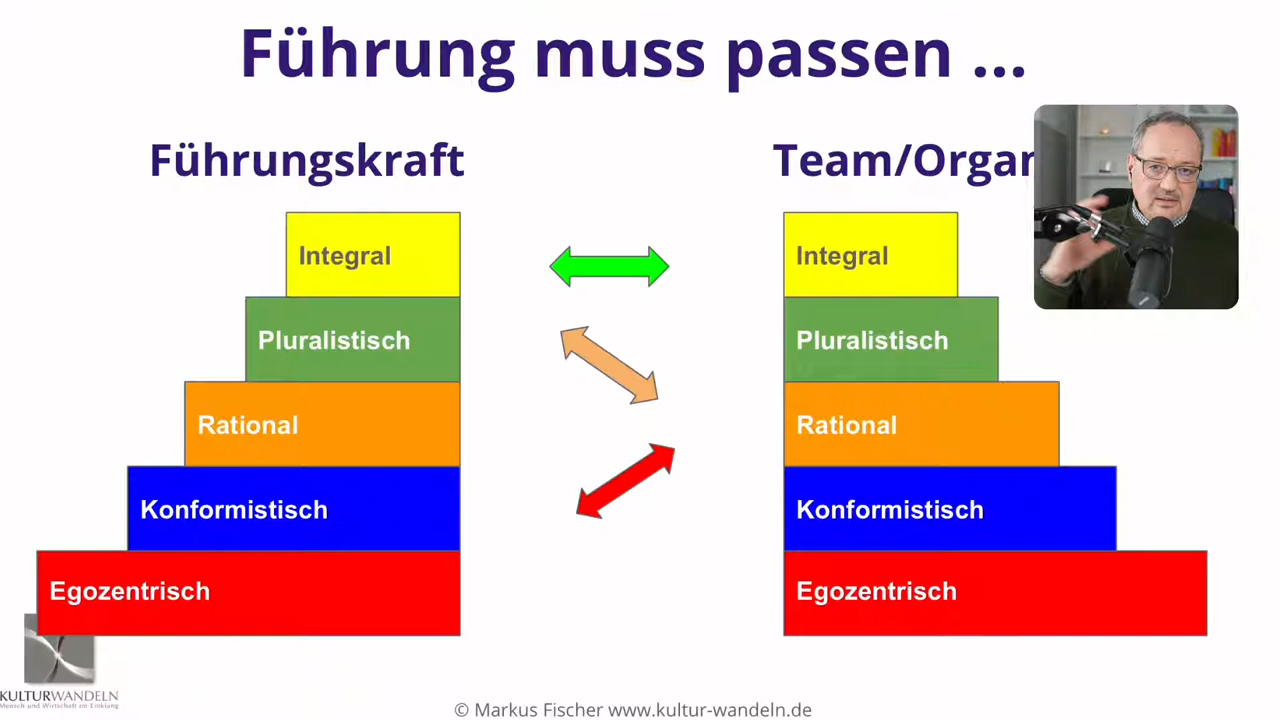 Führung muss passen ...
Führungskraft
Team/Organ
Integral
Pluralistisch
Rational
Konformistisch
Egozentrisch
Integral
Pluralistisch
Rational
Konformistisch
Egozentrisch
KULTURWANDELN
Mensch und Wirtschaft im Einklang
© Markus Fischer www.kultur-wandeln.de